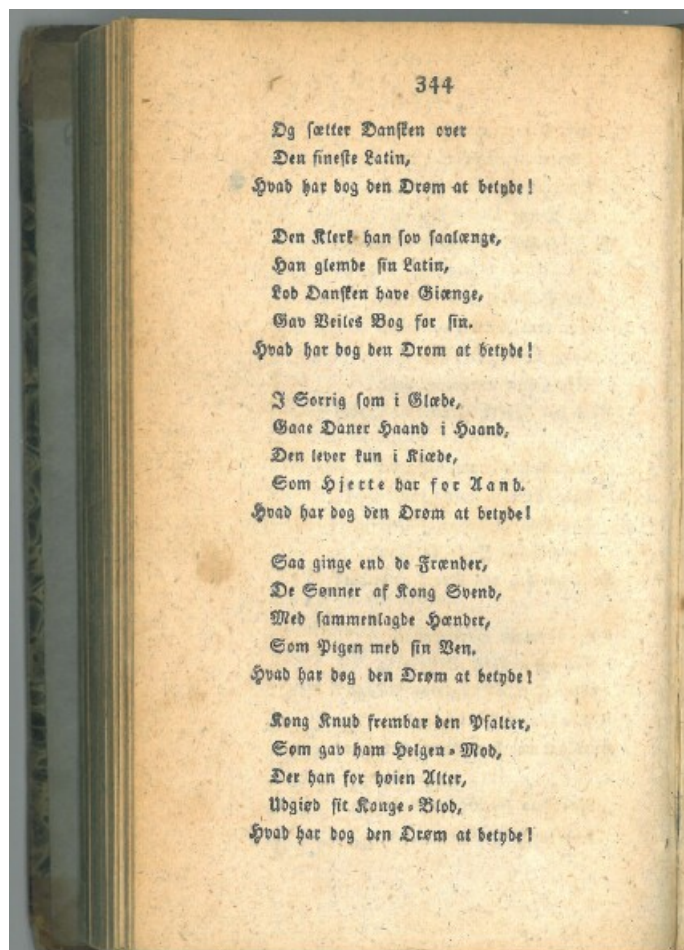 344
Og sætter Dansken over
Den fineste Latin,
Hvad har dog den Drøm at betyde!
Den Klerk han sov saalænge,
Han glemde sin Latin,
Lod Dansken have Giænge,
Gav Veiles Bog for sin.
Hvad har dog den Drøm at betyde!
I Sorrig som i Glæde,
Gaae Daner Haand i Haand,
Den lever kun i Kiæde,
Som Hjerte har for Aand.
Hvad har dog den Drøm at betyde!
Saa ginge end de Frænder,
De Sønner af Kong Svend,
Med sammenlagde Hænder,
Som Pigen med sin Ven.
Hvad har dog den Drøm at betyde!
Kong Knud frembar den Psalter,
Som gav ham Helgen-Mod,
Der han for høien Alter,
Udgiød sit Konge-Blod,
Hvad har dog den Drøm at betyde!